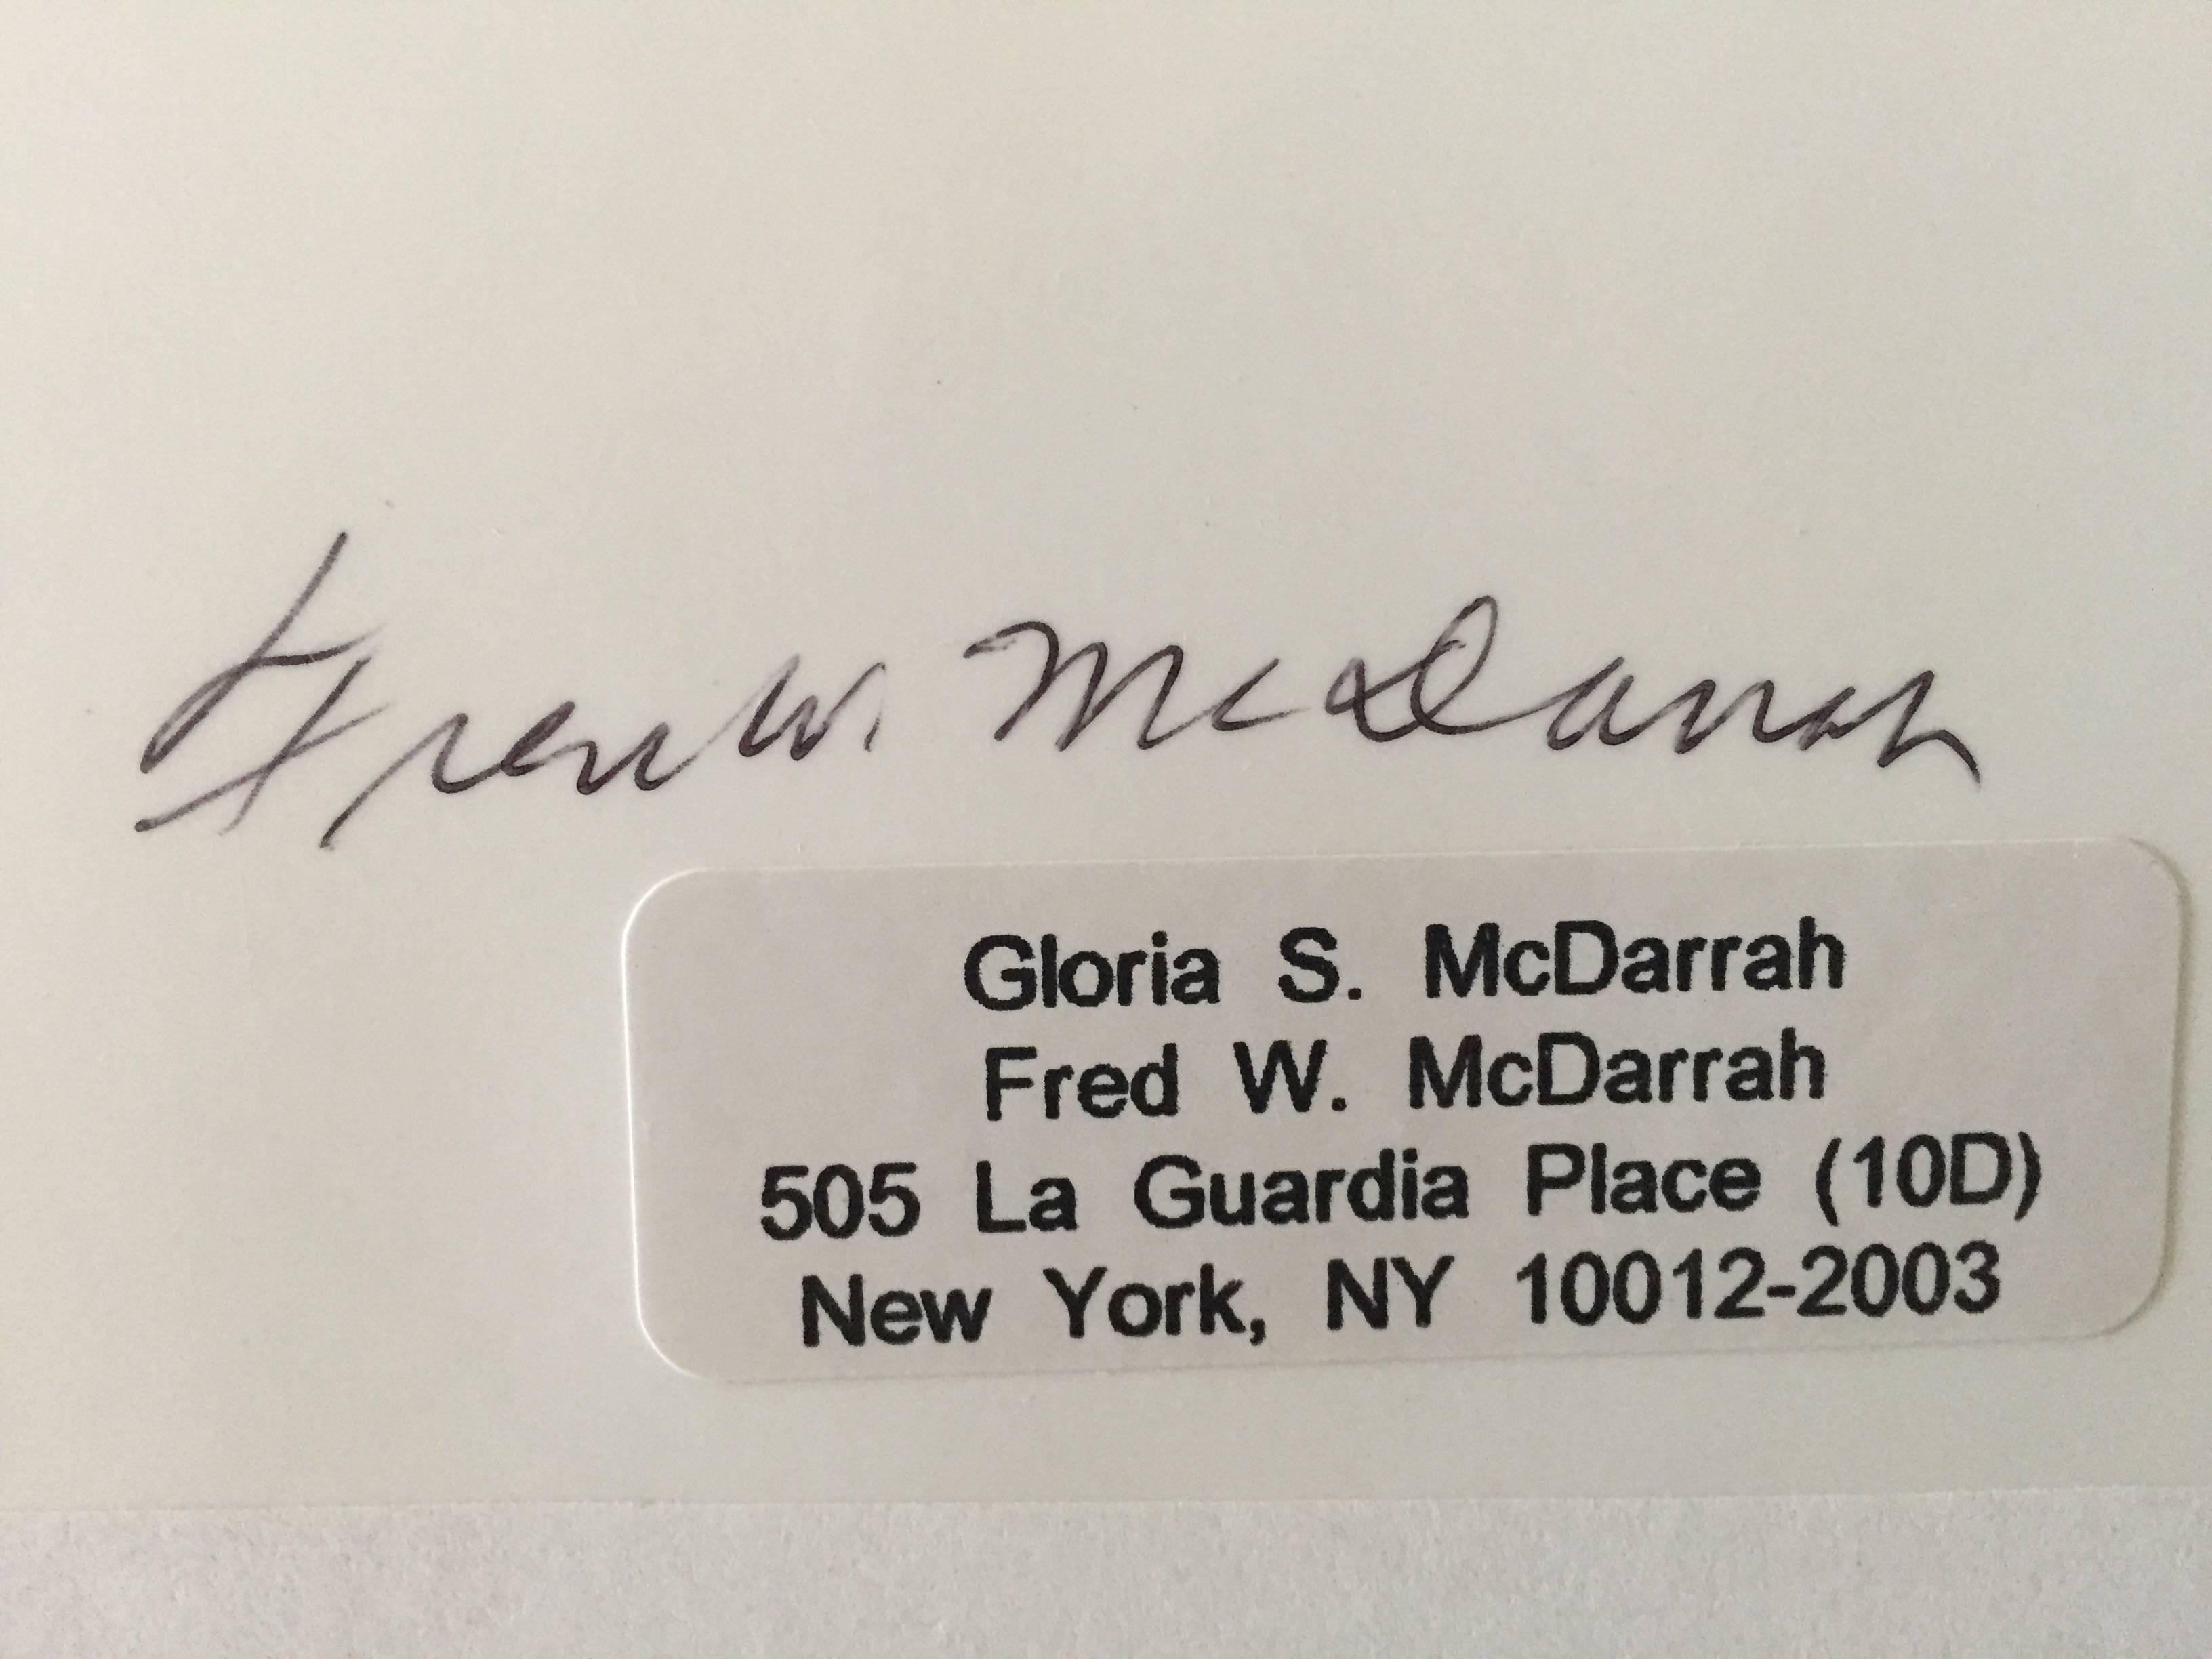 Fred W. McDarrah
Gloria S. McDarrah
Fred W. McDarrah
505 La Guardia Place (10D)
New York, NY 10012-2003